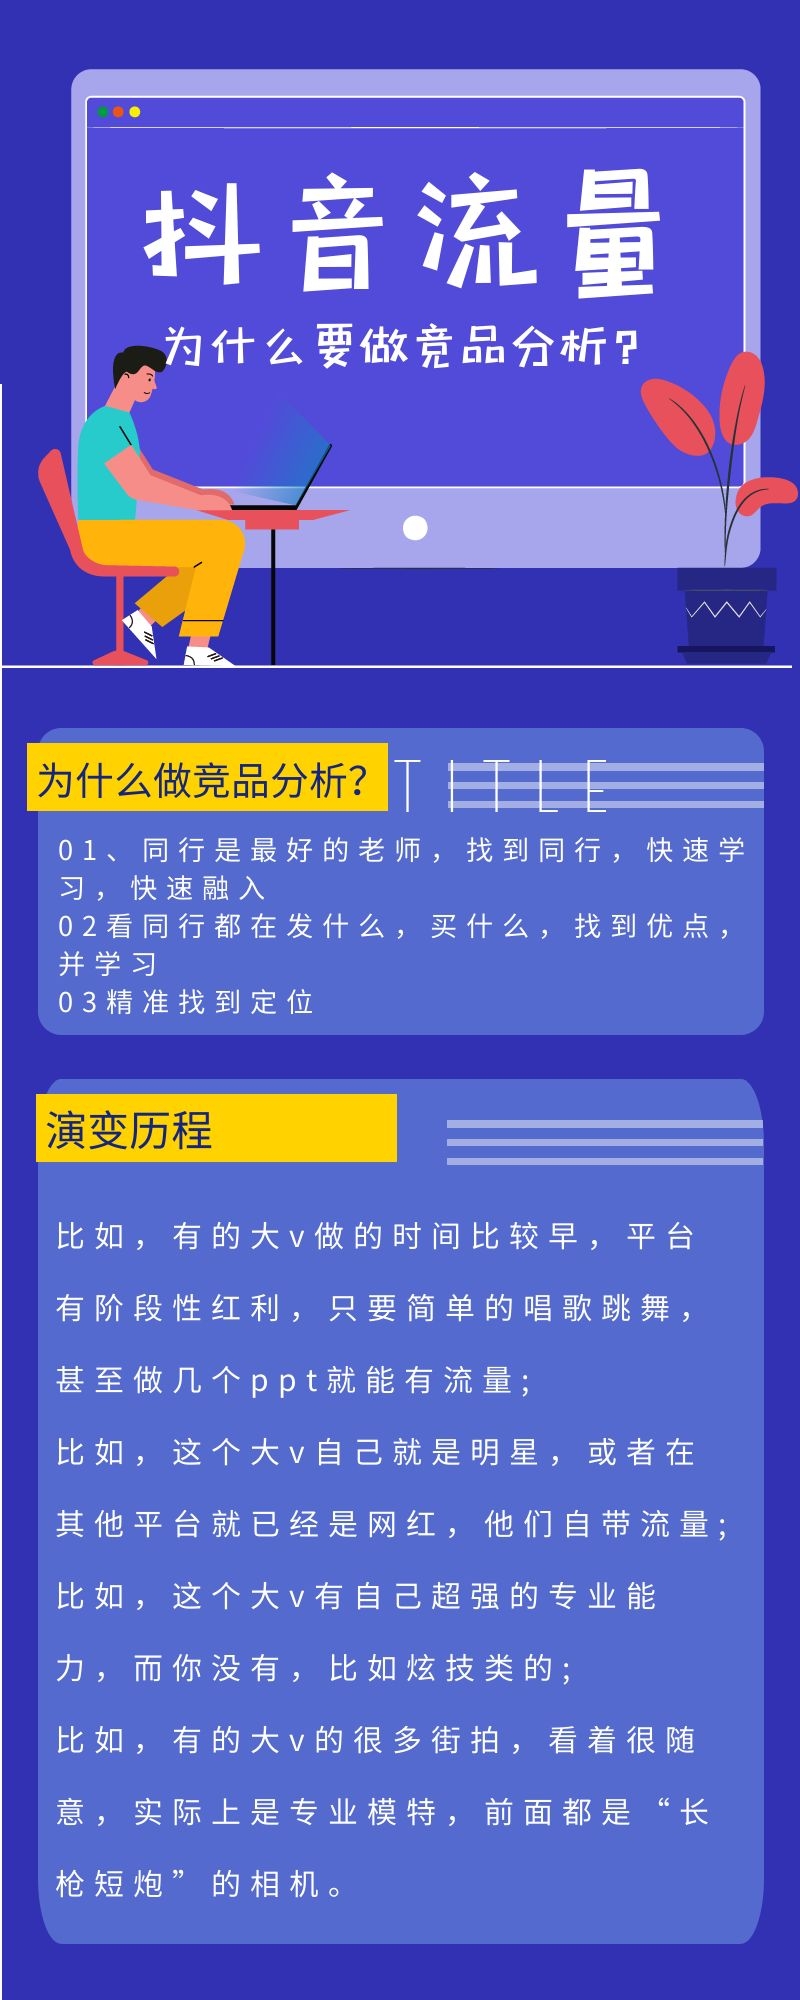 抖音流量
为什么要做竞品分析?
为什么做竞品分析?
TITLE
01、同行是最好的老师，找到同行，快速学
习，快速融入
02看同行都在发什么，买什么，找到优点，
并学习
03精准找到定位
演变历程
比如，有的大v做的时间比较早，平台
有阶段性红利，只要简单的唱歌跳舞，
甚至做几个ppt就能有流量;
比如，这个大v自己就是明星，或者在
其他平台就已经是网红，他们自带流量;
比如，这个大v有自己超强的专业能
力，而你没有，比如炫技类的;
比如，有的大v的很多街拍，看着很随
意，实际上是专业模特，前面都是“长
枪短炮”的相机。